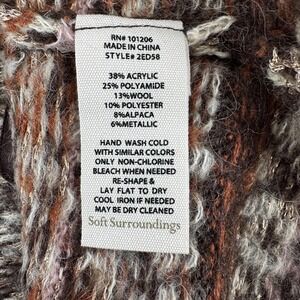 RN# 101206
MADE IN CHINA
STYLE# 2ED58
38% ACRYLIC
25% POLYAMIDE
13%WOOL
10% POLYESTER
8%ALPACA
6%METALLIC
HAND WASH COLD
WITH SIMILAR COLORS
ONLY NON-CHLORINE
BLEACH WHEN NEEDED
RE-SHAPE &
LAY FLAT TO DRY
COOL IRON IF NEEDED
MAY BE DRY CLEANED
Soft Surroundings